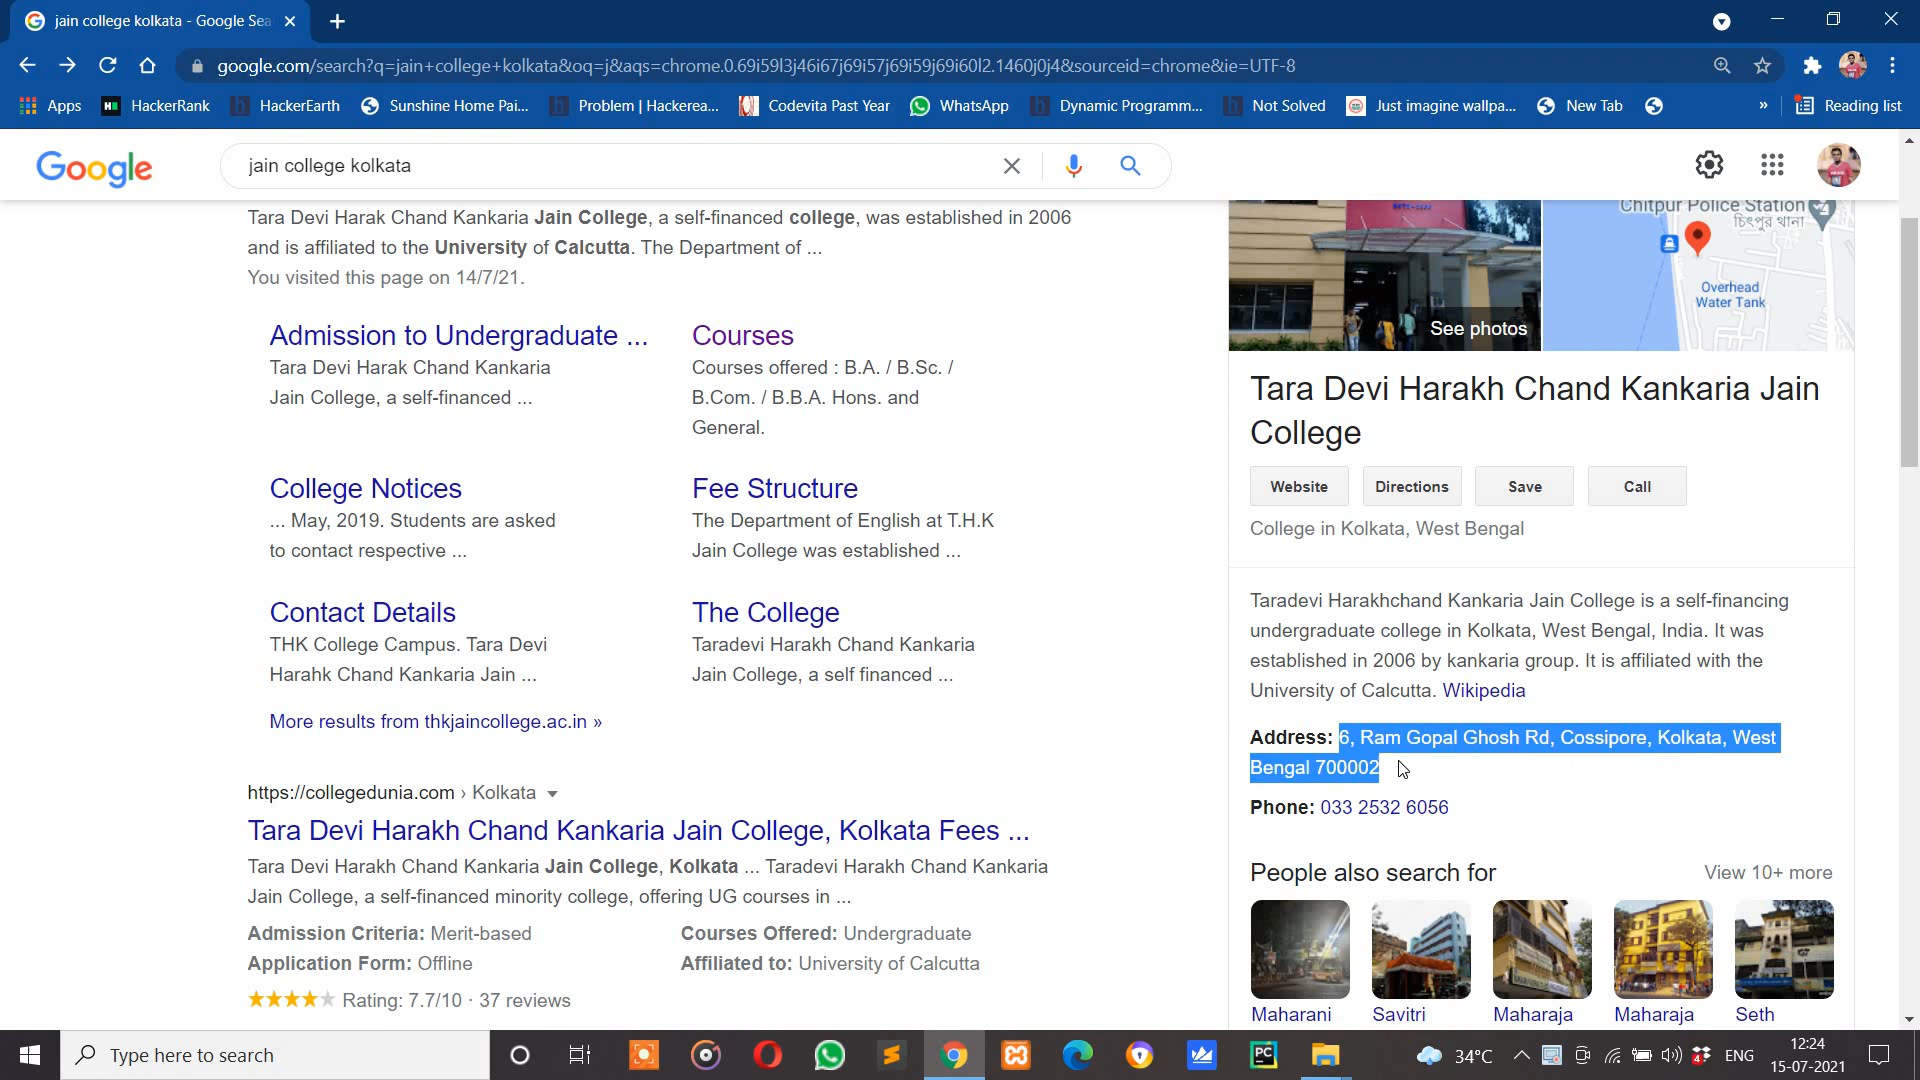 jain college kolkata - Google Sea
google.com/search?q=jain+college+kolkata&oq=j&aqs=chrome.0.69i59l3j46i67j69i57j69i59j69i60l2.1460j0j4&sourceid=chrome&ie=UTF-8
Apps HackerRank HackerEarth Sunshine Home Pai... Problem | Hackerea... Codevita Past Year WhatsApp Dynamic Programm... Not Solved Just imagine wallpa... New Tab » Reading list
Google
jain college kolkata
Tara Devi Harak Chand Kankaria Jain College, a self-financed college, was established in 2006
and is affiliated to the University of Calcutta. The Department of ...
You visited this page on 14/7/21.
Admission to Undergraduate ...
Tara Devi Harak Chand Kankaria
Jain College, a self-financed ...
Courses
Courses offered : B.A. / B.Sc. /
B.Com. / B.B.A. Hons. and
General.
College Notices
... May, 2019. Students are asked
to contact respective ...
Fee Structure
The Department of English at T.H.K
Jain College was established ...
Contact Details
THK College Campus. Tara Devi
Harahk Chand Kankaria Jain ...
The College
Taradevi Harakh Chand Kankaria
Jain College, a self financed ...
More results from thkjaincollege.ac.in »
https://collegedunia.com › Kolkata
Tara Devi Harakh Chand Kankaria Jain College, Kolkata Fees ...
Tara Devi Harakh Chand Kankaria Jain College, Kolkata ... Taradevi Harakh Chand Kankaria
Jain College, a self-financed minority college, offering UG courses in ...
Admission Criteria: Merit-based
Courses Offered: Undergraduate
Application Form: Offline
Affiliated to: University of Calcutta
Rating: 7.7/10 · 37 reviews
See photos
Chitpur Police Station
চিৎপুর থানা
Overhead
Water Tank
Tara Devi Harakh Chand Kankaria Jain
College
Website Directions Save Call
College in Kolkata, West Bengal
Taradevi Harakhchand Kankaria Jain College is a self-financing
undergraduate college in Kolkata, West Bengal, India. It was
established in 2006 by kankaria group. It is affiliated with the
University of Calcutta. Wikipedia
Address: 6, Ram Gopal Ghosh Rd, Cossipore, Kolkata, West
Bengal 700002
Phone: 033 2532 6056
People also search for
View 10+ more
Maharani Savitri Maharaja Maharaja Seth
Type here to search
PC
34°C
4
ENG
12:24
15-07-2021